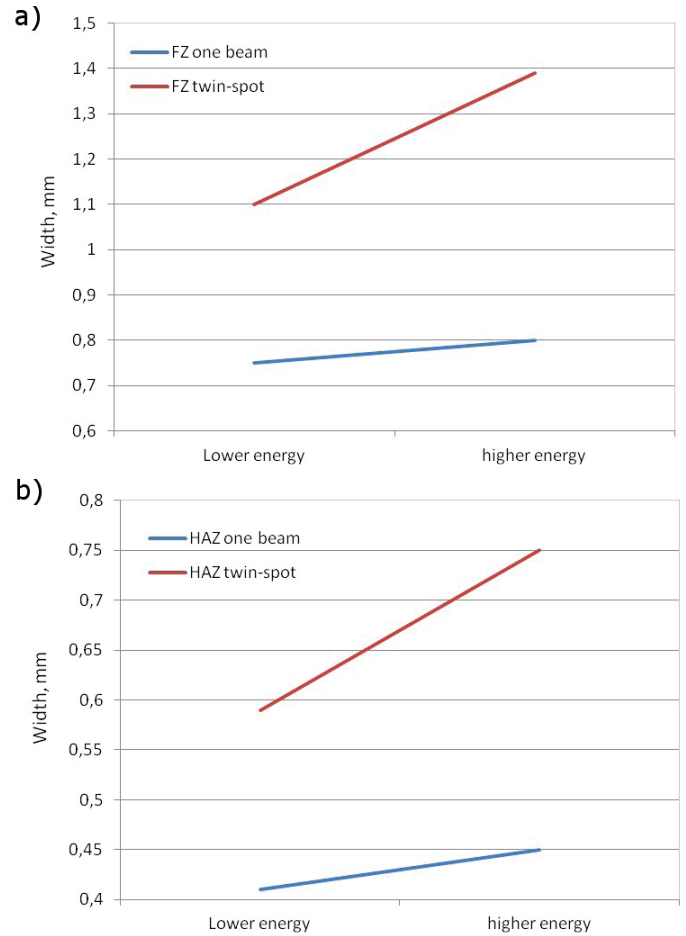 a)
1,5
1,4
1,3
1,2
1,1
1
0,9
0,8
0,7
0,6
Width, mm
FZ one beam
FZ twin-spot
Lower energy higher energy
b)
0,8
0,75
0,7
0,65
0,6
0,55
0,5
0,45
0,4
Width, mm
HAZ one beam
HAZ twin-spot
Lower energy higher energy